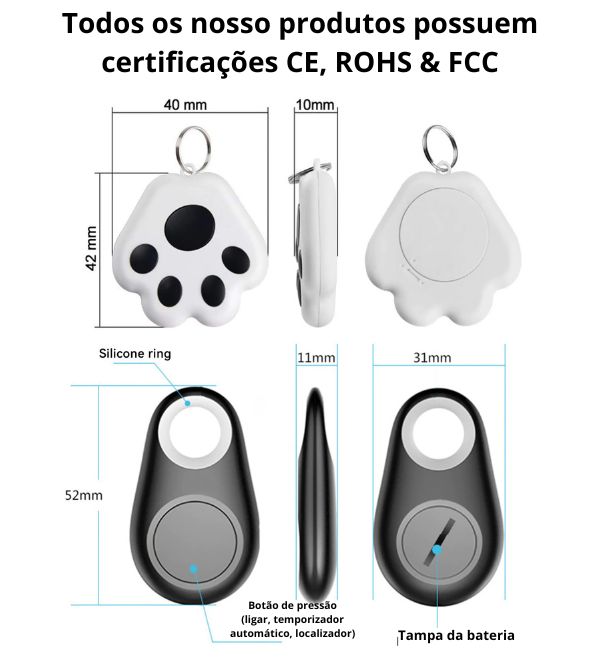 Todos os nosso produtos possuem
certificações CE, ROHS & FCC
40 mm
10mm
42 mm
Silicone ring
11mm
31mm
52mm
Botão de pressão
(ligar, temporizador
automático, localizador)
Tampa da bateria